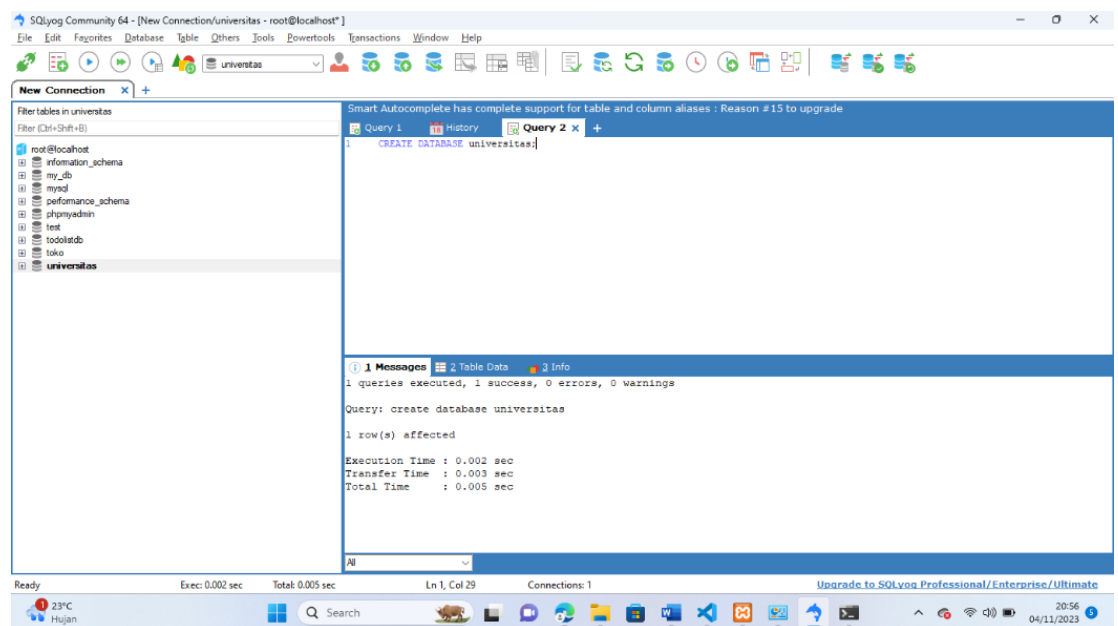 SQLyog Community 64 - [New Connection/universitas - root@localhost*]
File Edit Favorites Database Table Others Tools Powertools Transactions Window Help
universitas
New Connection x +
Filter tables in universitas
Filter (Ctrl+Shift+B)
root@localhost
information_schema
my_db
mysql
performance_schema
phpmyadmin
test
todolistdb
toko
universitas
Smart Autocomplete has complete support for table and column aliases : Reason #15 to upgrade
Query 1 History Query 2 x +
1 CREATE DATABASE universitas;
1 Messages 2 Table Data 3 Info
1 queries executed, 1 success, 0 errors, 0 warnings
Query: create database universitas
1 row(s) affected
Execution Time : 0.002 sec
Transfer Time : 0.003 sec
Total Time : 0.005 sec
All
Ready Exec: 0.002 sec Total: 0.005 sec Ln 1, Col 29 Connections: 1 Upgrade to SQLyog Professional/Enterprise/Ultimate
1 23°C Search 20:56 5
Hujan 04/11/2023